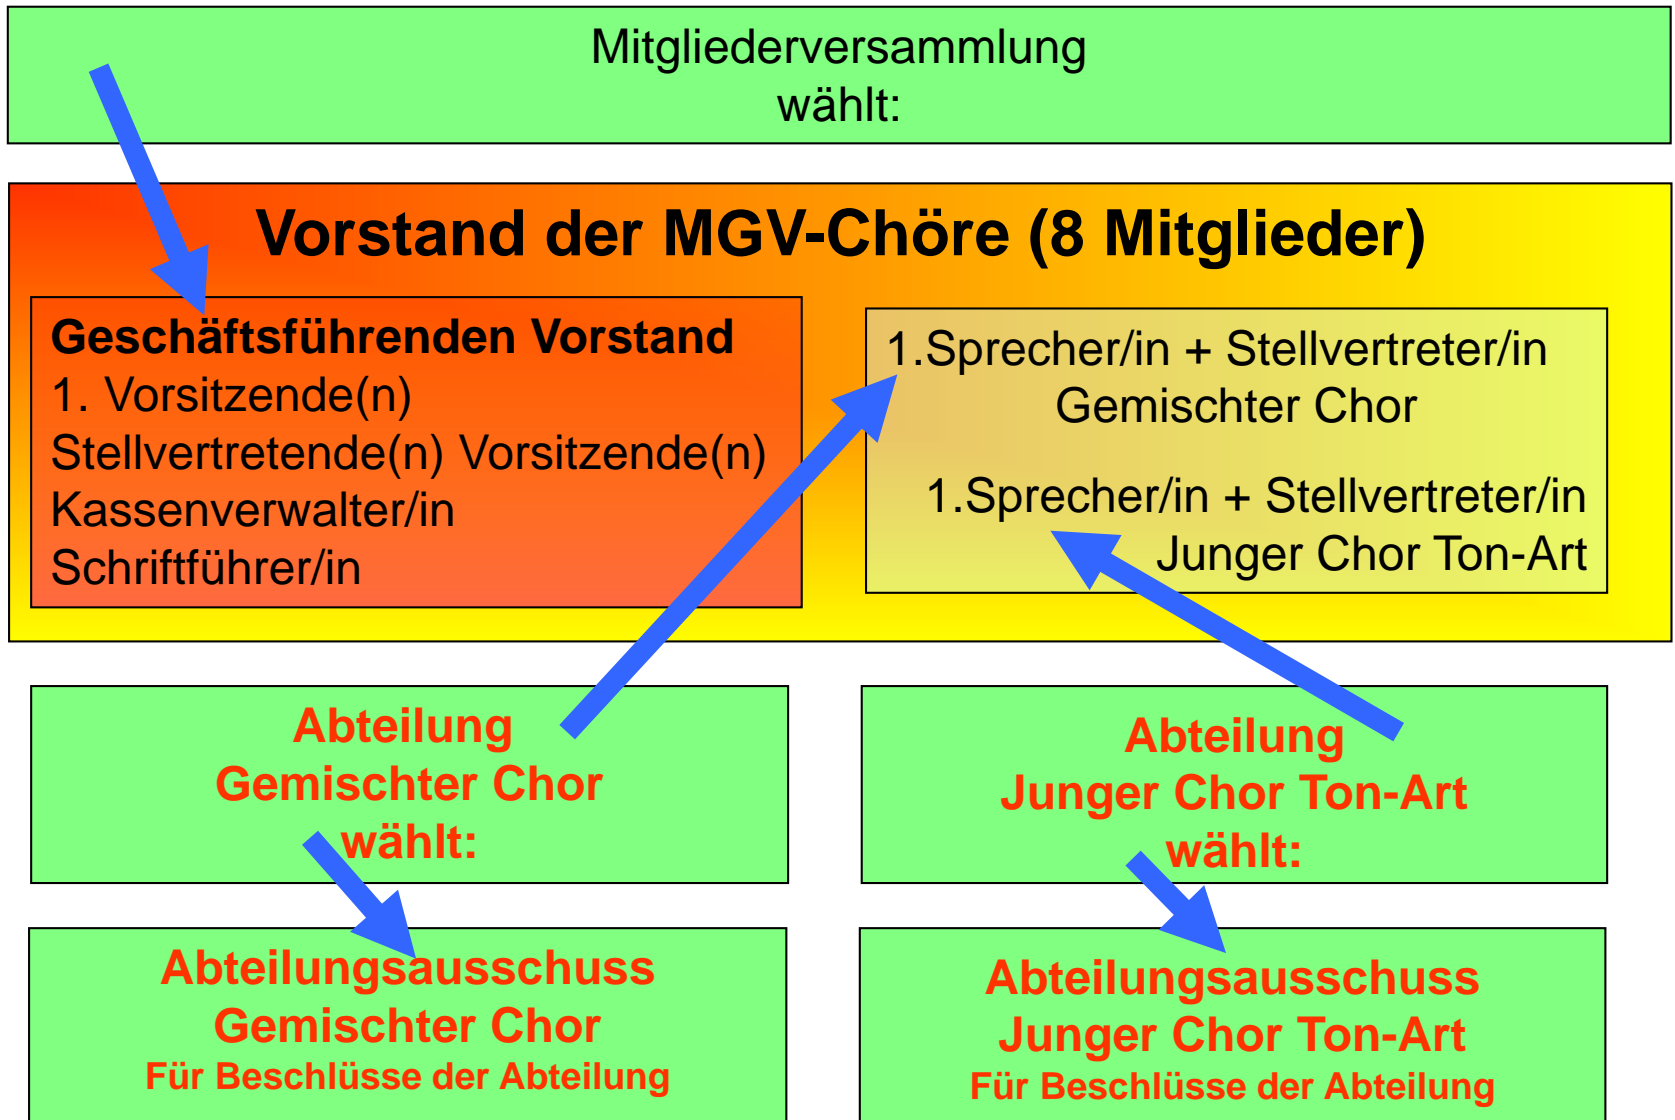 Mitgliederversammlung
wählt:
Vorstand der MGV-Chöre (8 Mitglieder)
Geschäftsführenden Vorstand
1. Vorsitzende(n)
Stellvertretende(n) Vorsitzende(n)
Kassenverwalter/in
Schriftführer/in
1.Sprecher/in + Stellvertreter/in
Gemischter Chor
1.Sprecher/in + Stellvertreter/in
Junger Chor Ton-Art
Abteilung
Gemischter Chor
wählt:
Abteilung
Junger Chor Ton-Art
wählt:
Abteilungsausschuss
Gemischter Chor
Für Beschlüsse der Abteilung
Abteilungsausschuss
Junger Chor Ton-Art
Für Beschlüsse der Abteilung